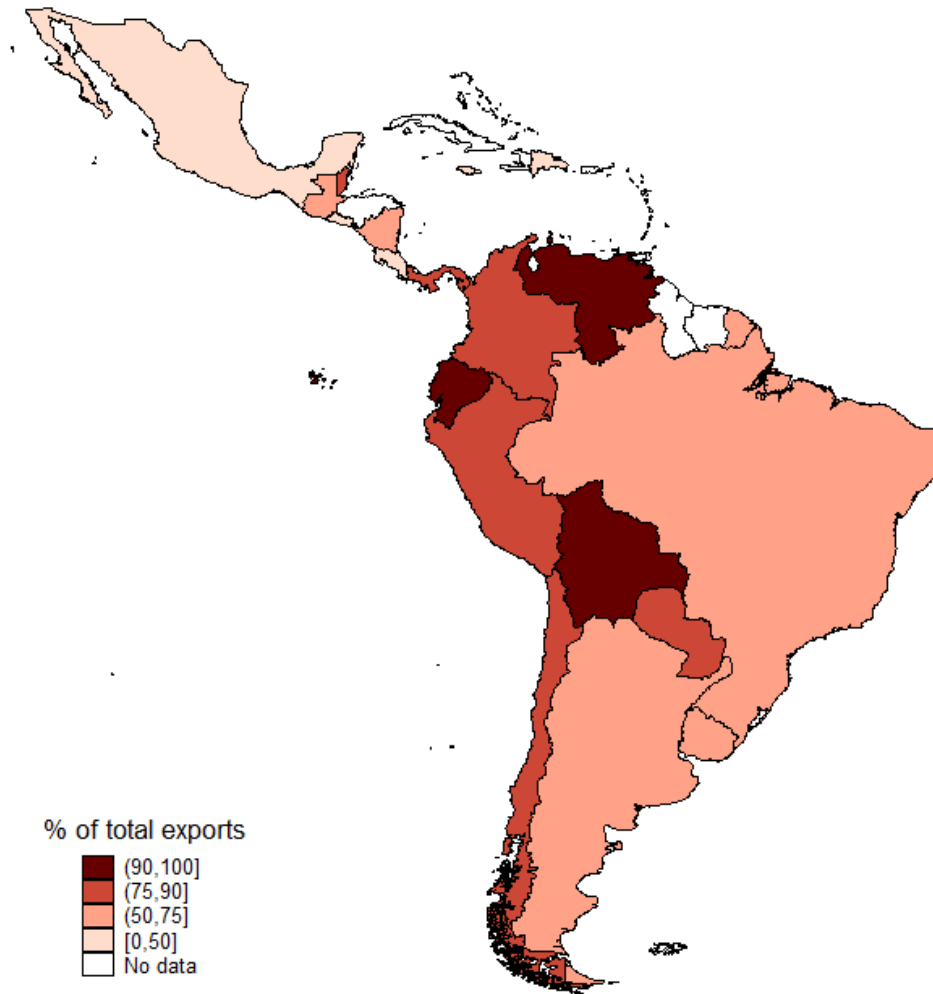 % of total exports
(90,100]
(75,90]
(50,75]
[0,50]
No data